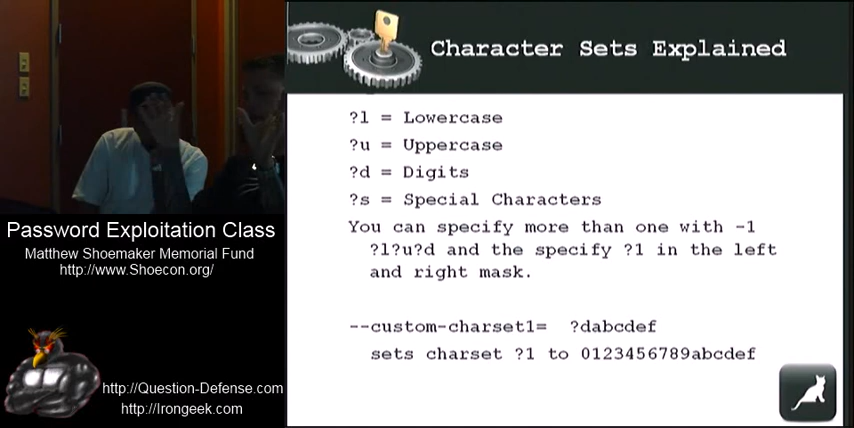 Character Sets Explained
?l = Lowercase
?u = Uppercase
?d = Digits
?s = Special Characters
You can specify more than one with -1
?l?u?d and the specify ?1 in the left
and right mask.
--custom-charset1= ?dabcdef
sets charset ?1 to 0123456789abcdef
Password Exploitation Class
Matthew Shoemaker Memorial Fund
http://www.Shoecon.org/
http://Question-Defense.com
http://Irongeek.com